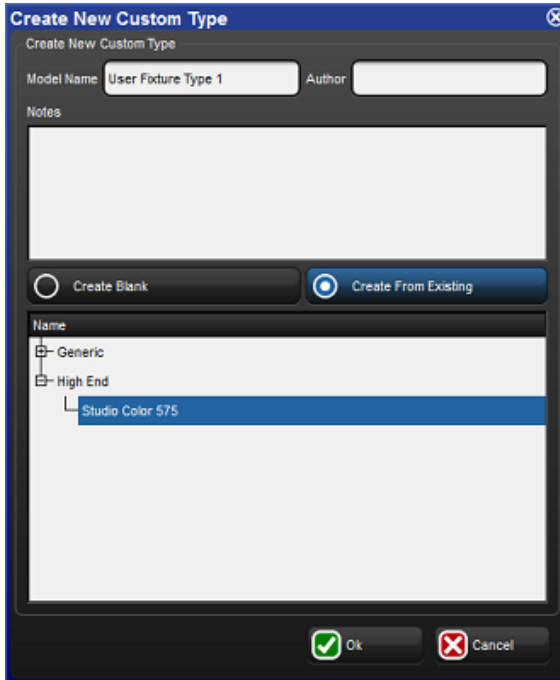 Create New Custom Type
Create New Custom Type
Model Name User Fixture Type 1 Author
Notes
Create Blank Create From Existing
Name
Generic
High End
Studio Color 575
Ok Cancel